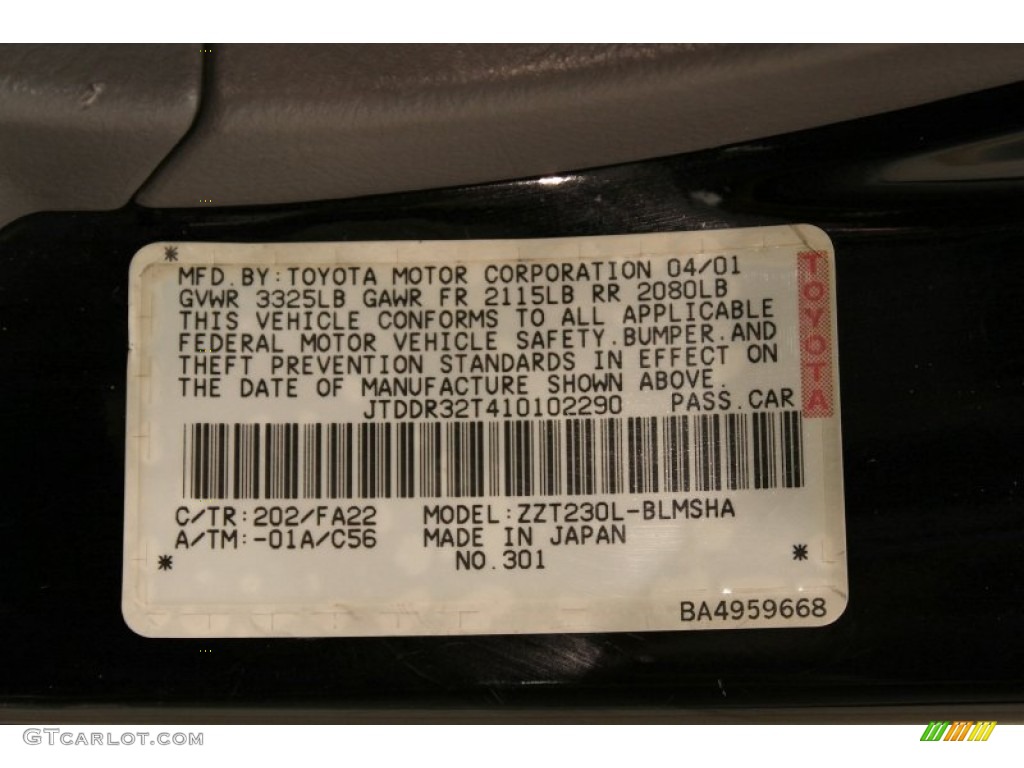 MFD.BY:TOYOTA MOTOR CORPORATION 04/01
GVWR 3325LB GAWR FR 2115LB RR 2080LB
THIS VEHICLE CONFORMS TO ALL APPLICABLE
FEDERAL MOTOR VEHICLE SAFETY.BUMPER.AND
THEFT PREVENTION STANDARDS IN EFFECT ON
THE DATE OF MANUFACTURE SHOWN ABOVE.
JTDDR32T410102290 PASS.CAR
TOYOTA
C/TR:202/FA22 MODEL:ZZT230L-BLMSHA
A/TM:-01A/C56 MADE IN JAPAN
NO.301
BA4959668
GTCARLOT.COM